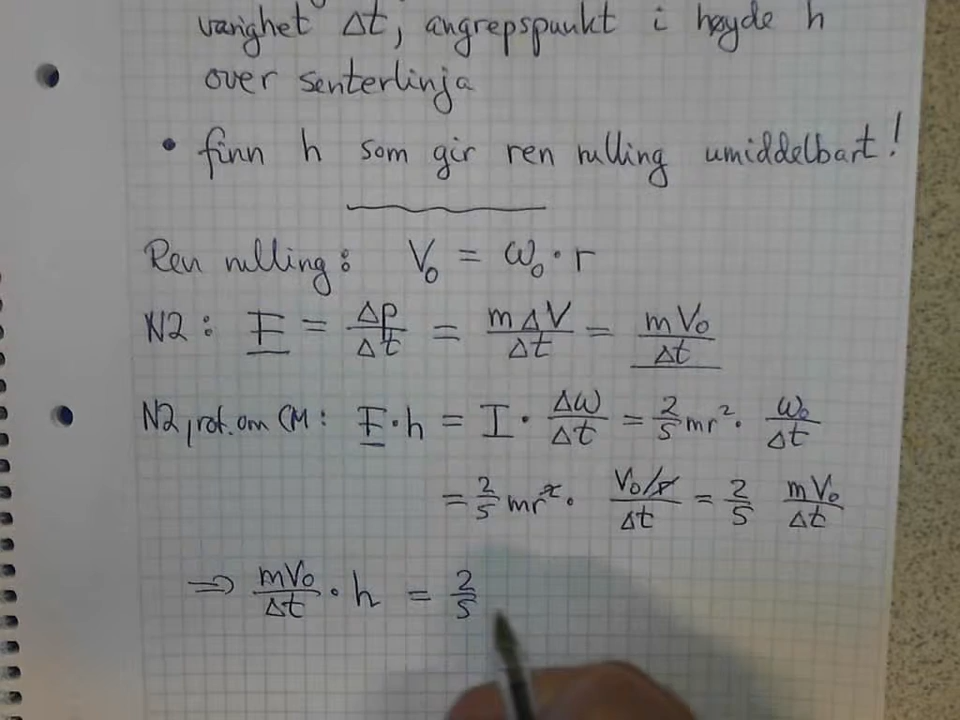 varighet Δt, angrepspunkt i høyde h
over senterlinja
• finn h som gir ren rulling umiddelbart!
Ren rulling: V₀ = ω₀ · r
N2: F = Δp/Δt = mΔV/Δt = mV₀/Δt
N2, rot. om CM: F · h = I · Δω/Δt = 2/5 mr² · ω₀/Δt
= 2/5 mr² · V₀/r/Δt = 2/5 mV₀/Δt
⇒ mV₀/Δt · h = 2/5